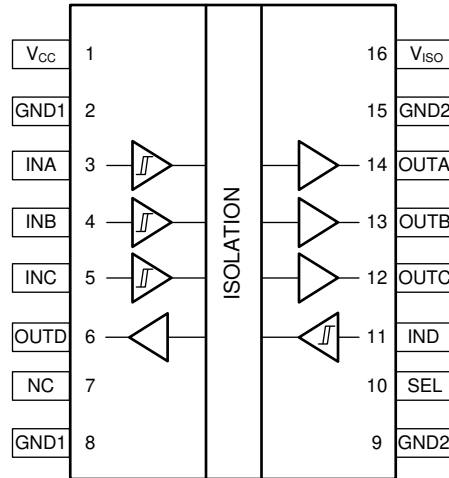 VCC 1 16 VISO
GND1 2 15 GND2
INA 3 14 OUTA
INB 4 13 OUTB
INC 5 12 OUTC
OUTD 6 11 IND
NC 7 10 SEL
GND1 8 9 GND2
ISOLATION